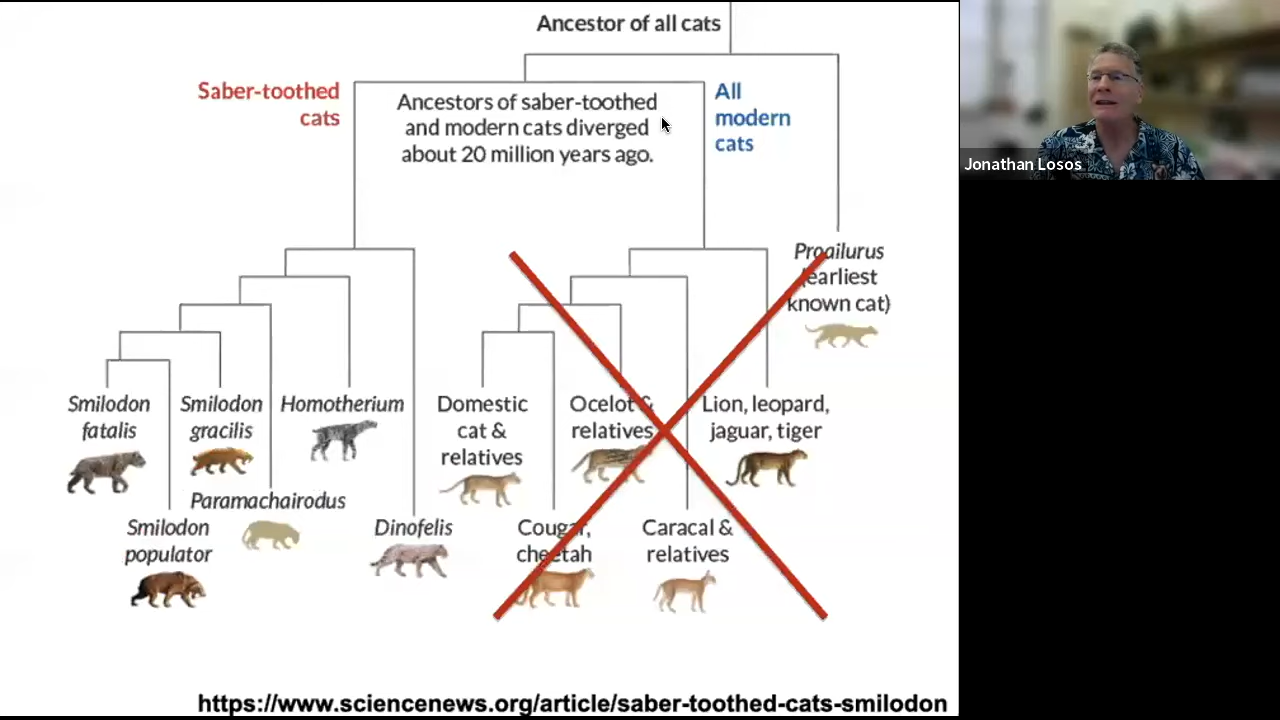 Ancestor of all cats
Saber-toothed
cats
Ancestors of saber-toothed
and modern cats diverged
about 20 million years ago.
All
modern
cats
Jonathan Losos
Proailurus
(earliest
known cat)
Smilodon
fatalis
Smilodon
gracilis
Homotherium
Domestic
cat &
relatives
Ocelot &
relatives
Lion, leopard,
jaguar, tiger
Paramachairodus
Smilodon
populator
Dinofelis
Cougar,
cheetah
Caracal &
relatives
https://www.sciencenews.org/article/saber-toothed-cats-smilodon